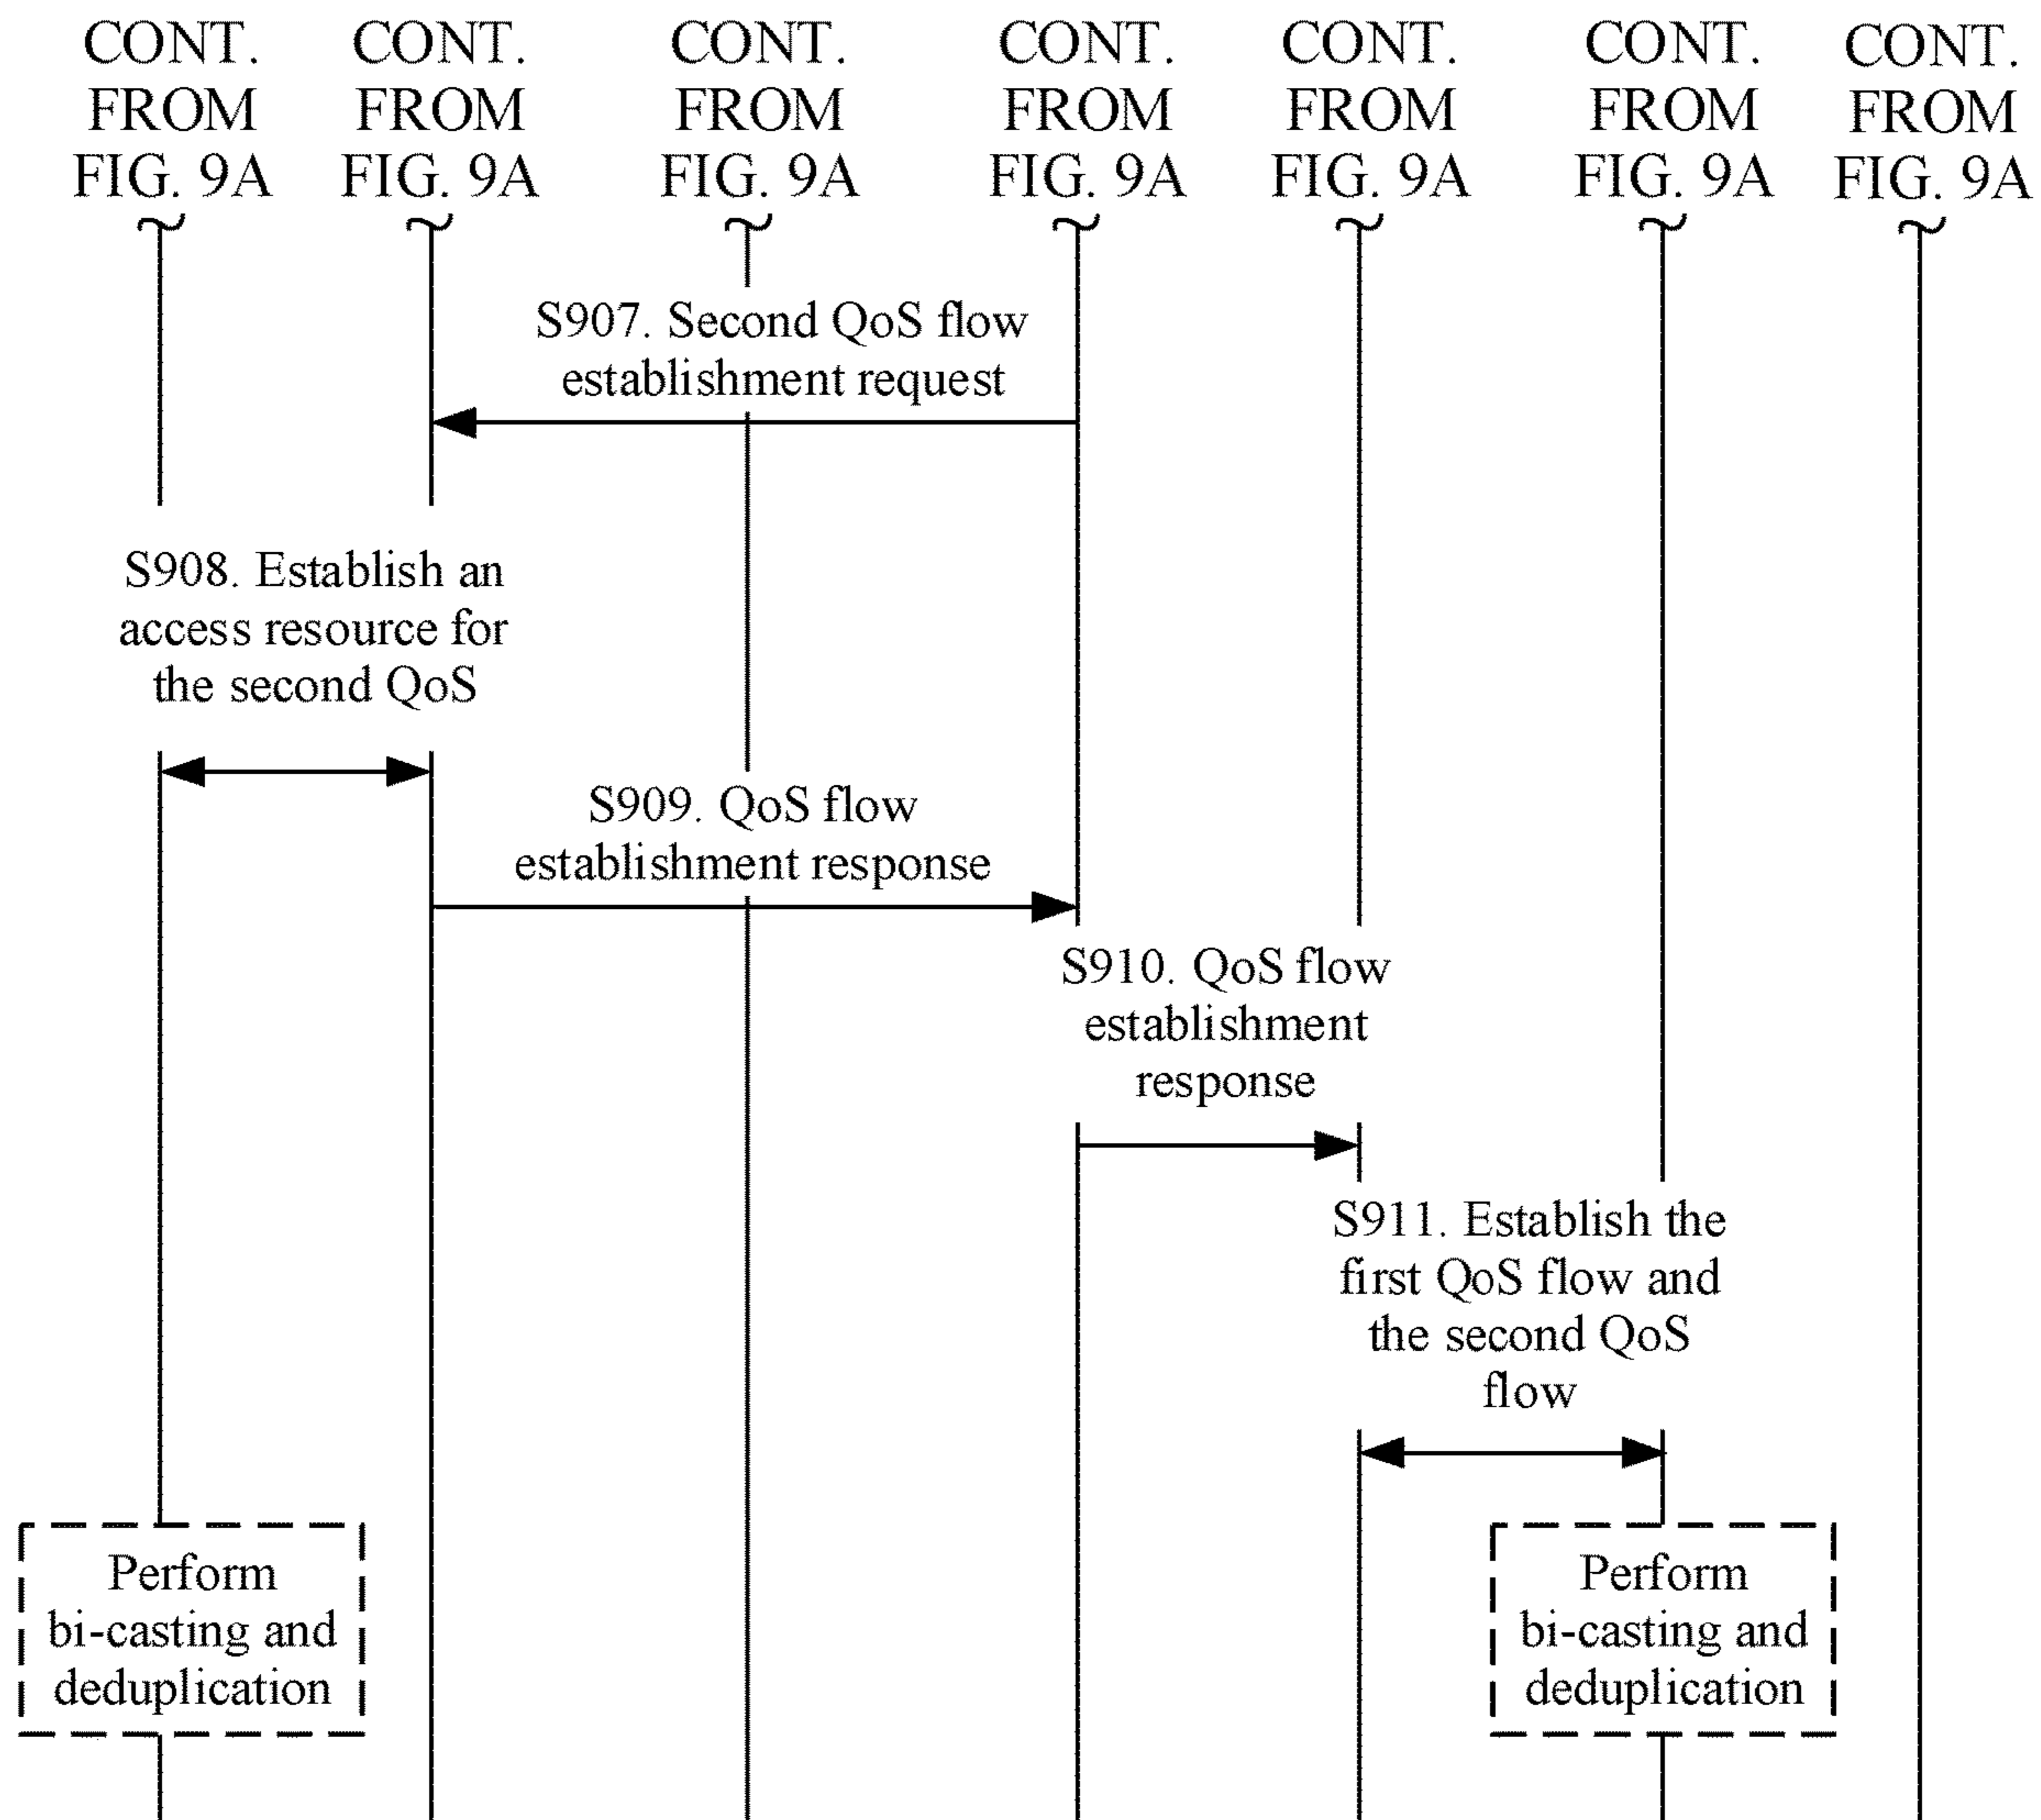 CONT. FROM FIG. 9A
CONT. FROM FIG. 9A
CONT. FROM FIG. 9A
CONT. FROM FIG. 9A
CONT. FROM FIG. 9A
CONT. FROM FIG. 9A
CONT. FROM FIG. 9A
S907. Second QoS flow
establishment request
S908. Establish an
access resource for
the second QoS
S909. QoS flow
establishment response
S910. QoS flow
establishment
response
S911. Establish the
first QoS flow and
the second QoS
flow
Perform
bi-casting and
deduplication
Perform
bi-casting and
deduplication